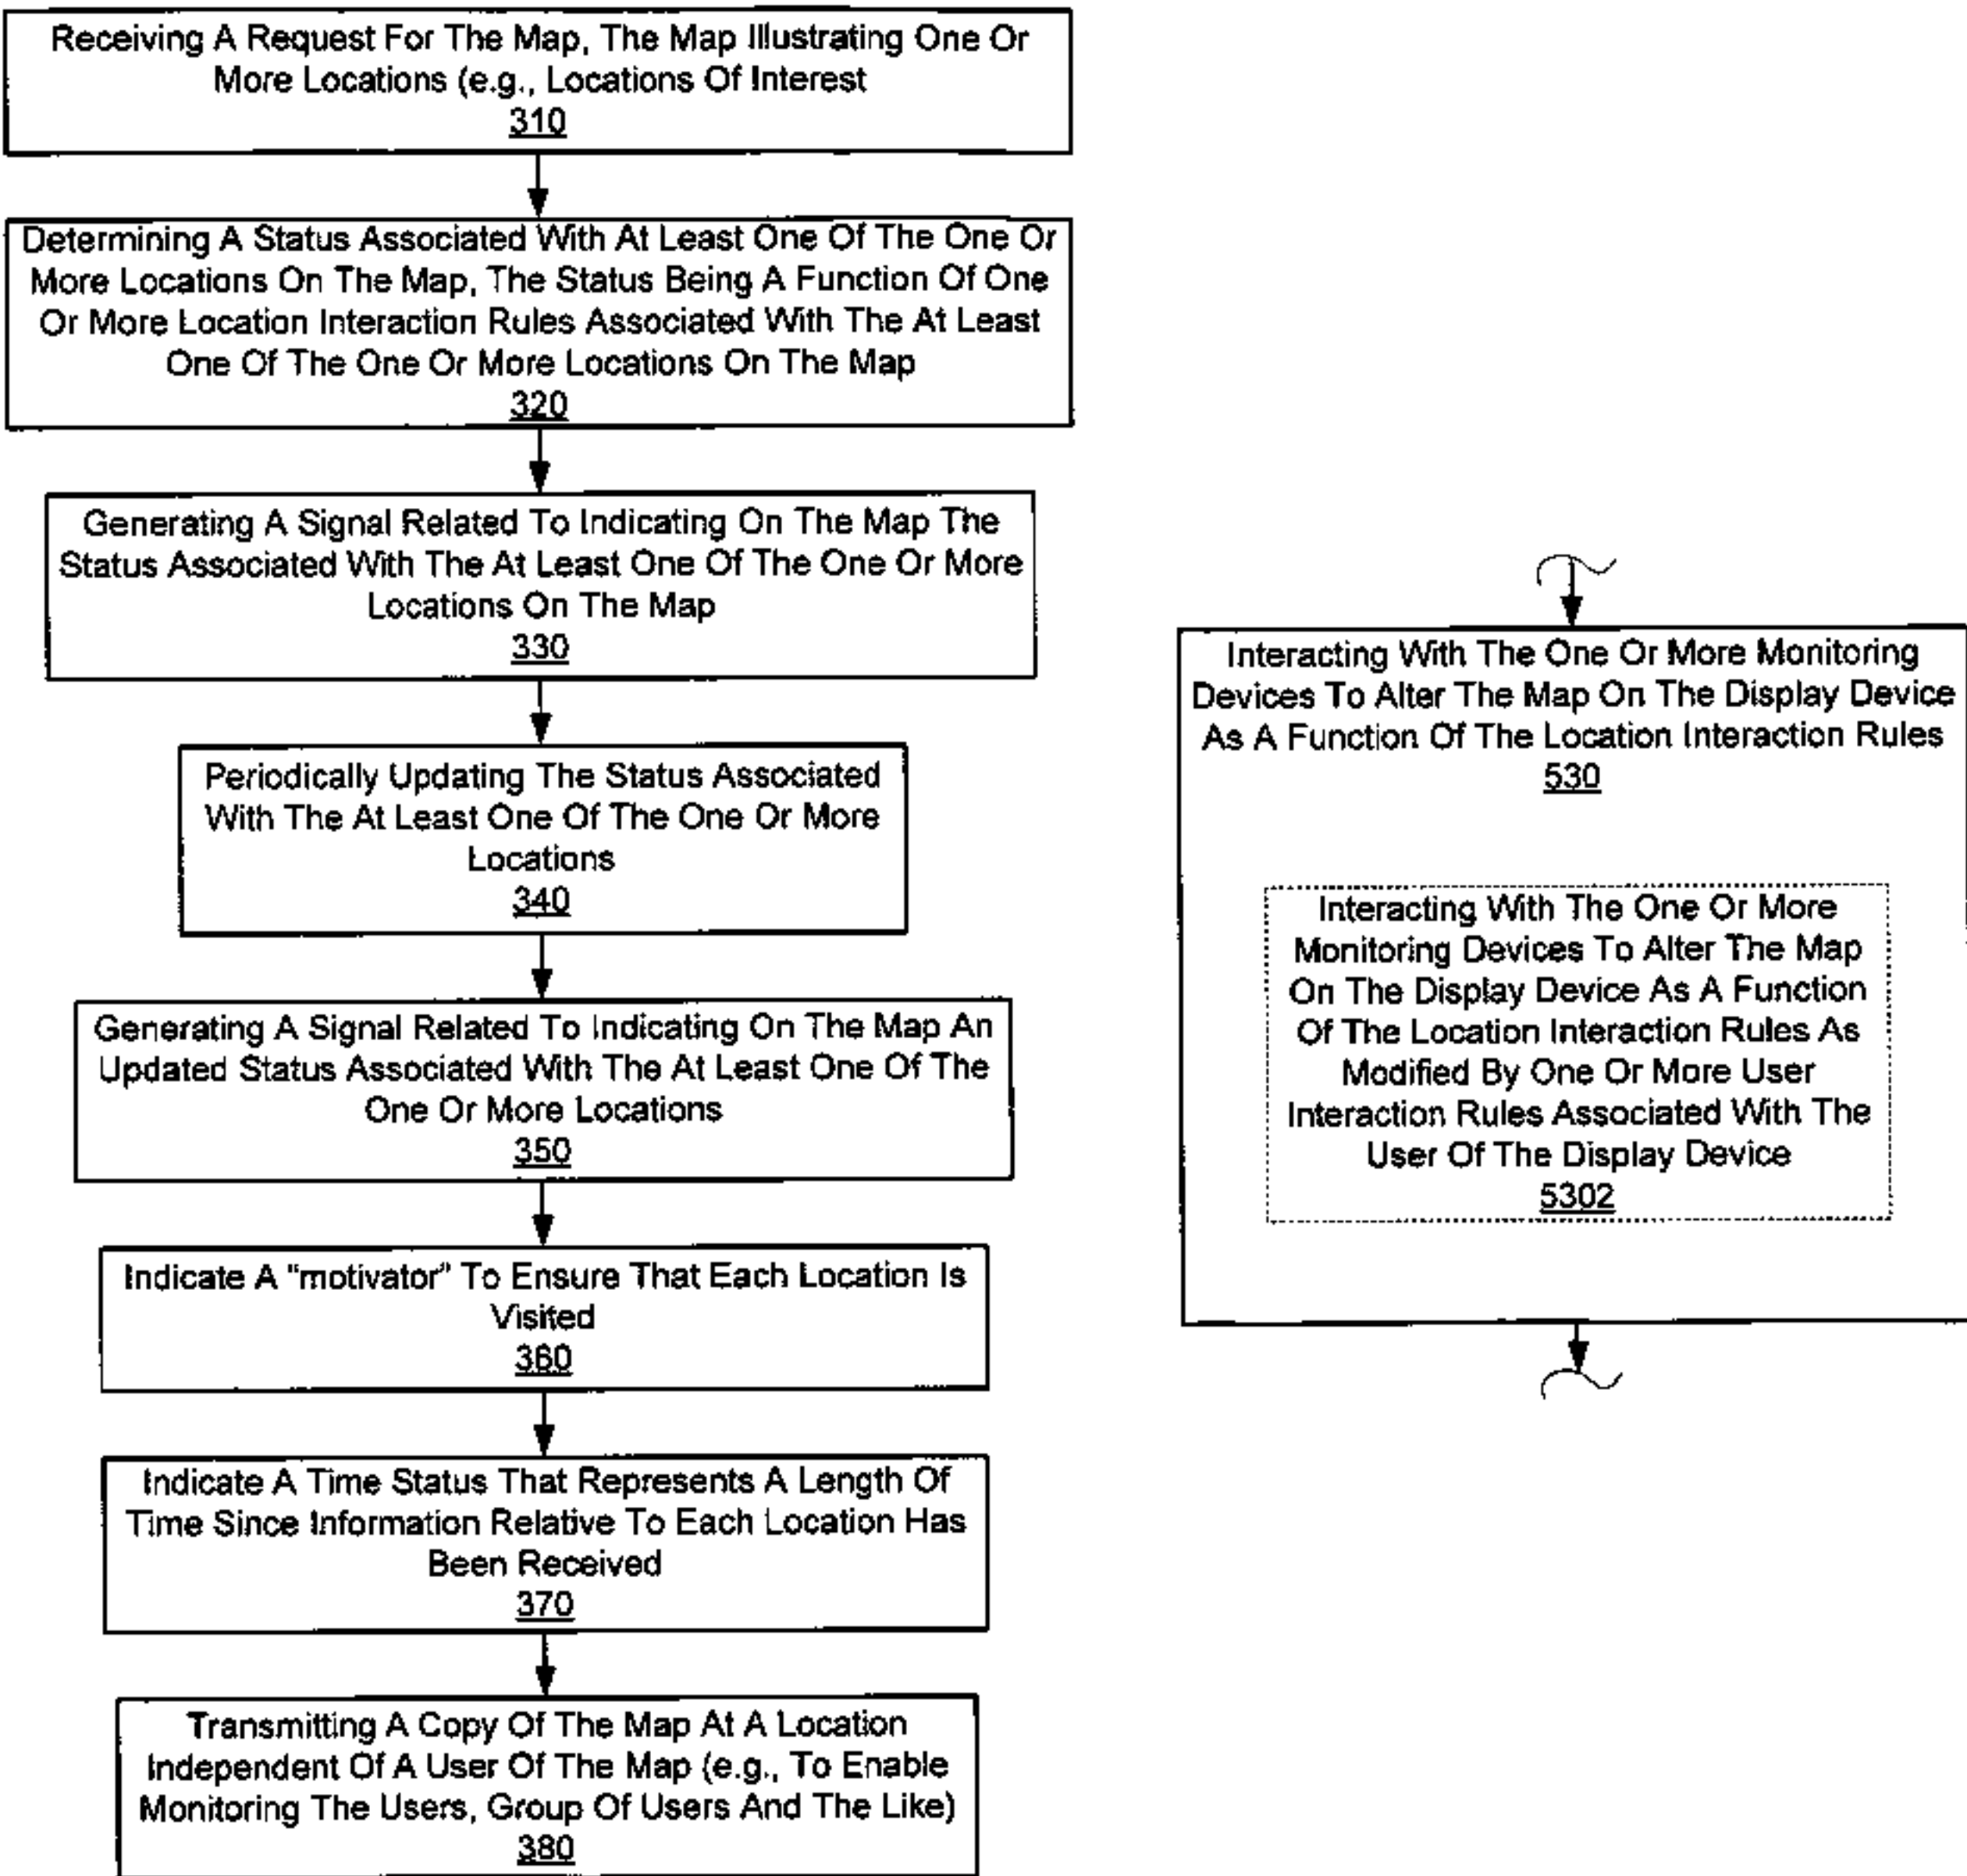 Receiving A Request For The Map, The Map Illustrating One Or
More Locations (e.g., Locations Of Interest
310
Determining A Status Associated With At Least One Of The One Or
More Locations On The Map, The Status Being A Function Of One
Or More Location Interaction Rules Associated With The At Least
One Of The One Or More Locations On The Map
320
Generating A Signal Related To Indicating On The Map The
Status Associated With The At Least One Of The One Or More
Locations On The Map
330
Periodically Updating The Status Associated
With The At Least One Of The One Or More
Locations
340
Generating A Signal Related To Indicating On The Map An
Updated Status Associated With The At Least One Of The
One Or More Locations
350
Indicate A "motivator" To Ensure That Each Location Is
Visited
360
Indicate A Time Status That Represents A Length Of
Time Since Information Relative To Each Location Has
Been Received
370
Transmitting A Copy Of The Map At A Location
Independent Of A User Of The Map (e.g., To Enable
Monitoring The Users, Group Of Users And The Like)
380
Interacting With The One Or More Monitoring
Devices To Alter The Map On The Display Device
As A Function Of The Location Interaction Rules
530
Interacting With The One Or More
Monitoring Devices To Alter The Map
On The Display Device As A Function
Of The Location Interaction Rules As
Modified By One Or More User
Interaction Rules Associated With The
User Of The Display Device
5302